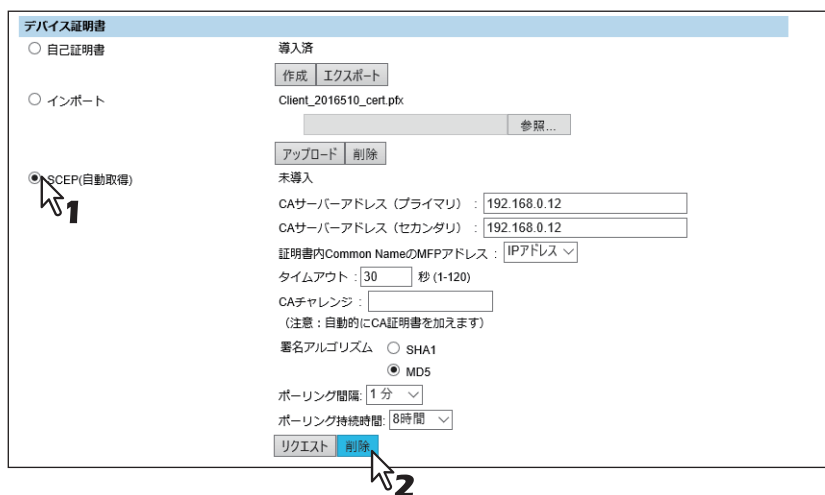 デバイス証明書
自己証明書 導入済
作成 エクスポート
インポート Client_2016510_cert.pfx
参照...
アップロード 削除
SCEP(自動取得) 未導入
1
CAサーバーアドレス（プライマリ） : 192.168.0.12
CAサーバーアドレス（セカンダリ） : 192.168.0.12
証明書内Common NameのMFPアドレス : IPアドレス
タイムアウト : 30 秒 (1-120)
CAチャレンジ :
（注意：自動的にCA証明書を加えます）
署名アルゴリズム SHA1
MD5
ポーリング間隔: 1 分
ポーリング持続時間: 8時間
リクエスト 削除
2